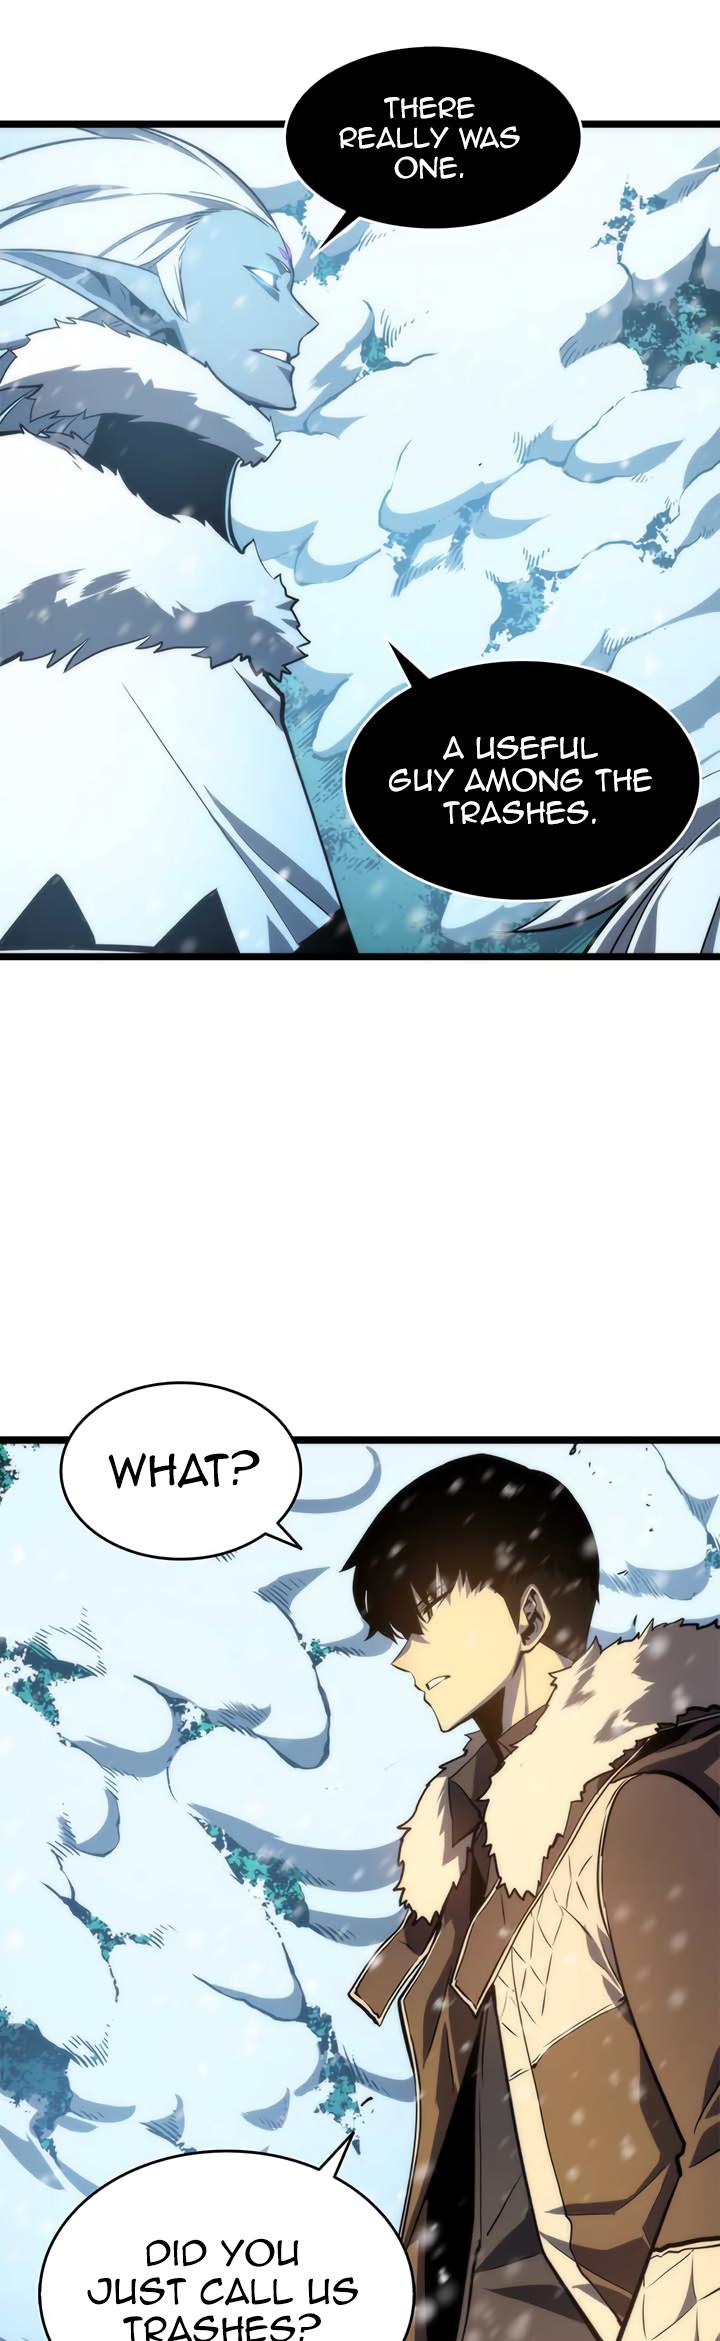 THERE
REALLY WAS
ONE.
A USEFUL
GUY AMONG THE
TRASHES.
WHAT?
DID YOU
JUST CALL US
TRASHES?